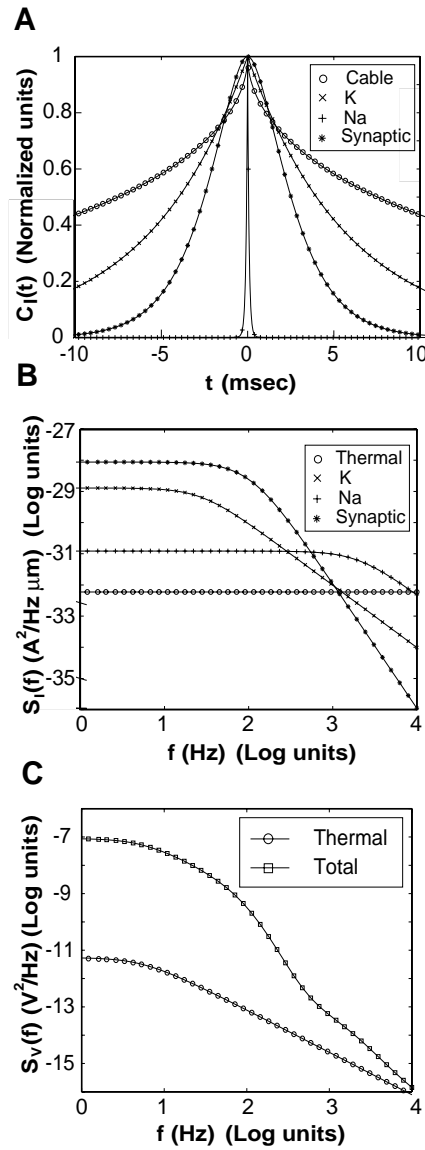 A
C_I(t) (Normalized units)
1
0.8
0.6
0.4
0.2
0
Cable
K
Na
Synaptic
-10
-5
0
5
10
t (msec)
B
S_I(f) (A^2/Hz μm) (Log units)
-27
-29
-31
-33
-35
Thermal
K
Na
Synaptic
0
1
2
3
4
f (Hz) (Log units)
C
S_V(f) (V^2/Hz) (Log units)
-7
-9
-11
-13
-15
Thermal
Total
0
1
2
3
4
f (Hz) (Log units)